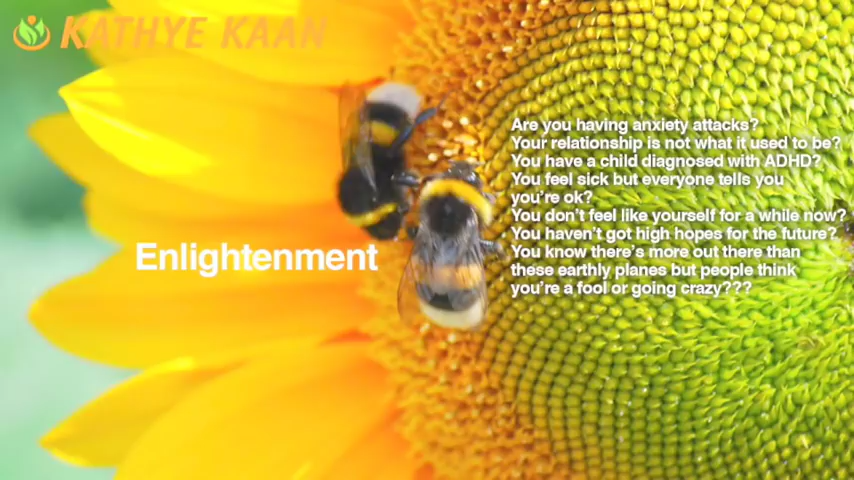 KATHYE KAAN
Enlightenment
Are you having anxiety attacks?
Your relationship is not what it used to be?
You have a child diagnosed with ADHD?
You feel sick but everyone tells you
you're ok?
You don't feel like yourself for a while now?
You haven't got high hopes for the future?
You know there's more out there than
these earthly planes but people think
you're a fool or going crazy???